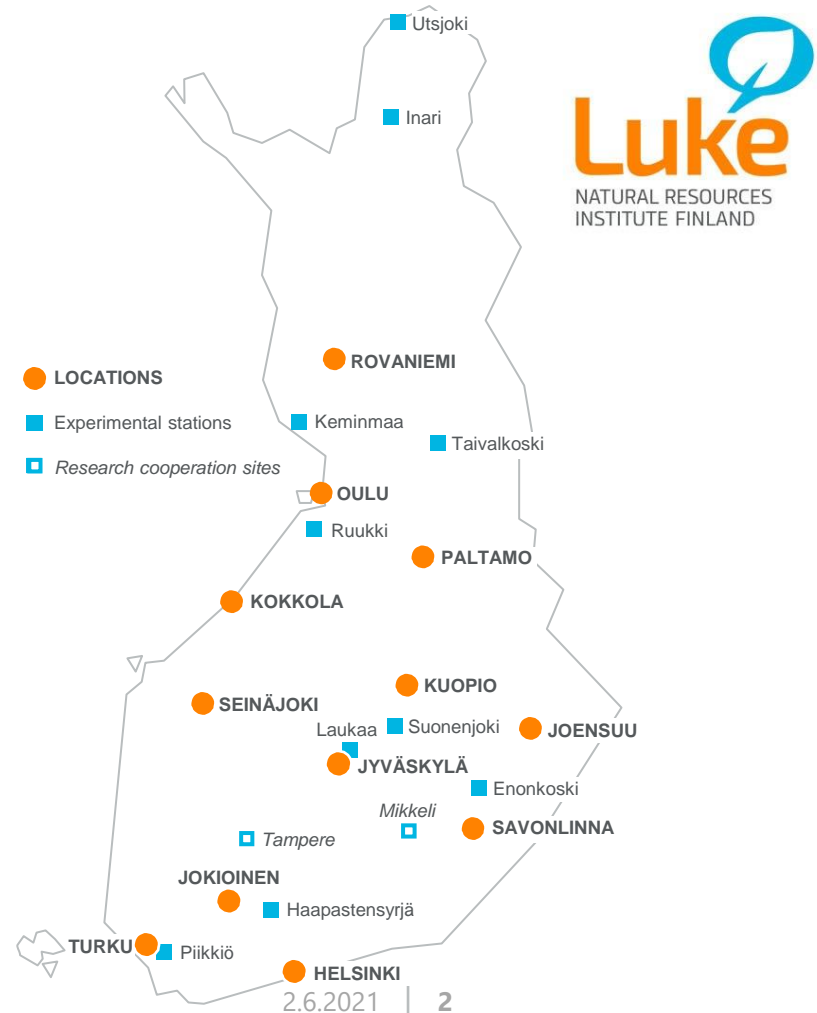 Utsjoki
Inari
Luke
NATURAL RESOURCES
INSTITUTE FINLAND
ROVANIEMI
LOCATIONS
Experimental stations
Research cooperation sites
Keminmaa
Taivalkoski
OULU
Ruukki
PALTAMO
KOKKOLA
KUOPIO
SEINÄJOKI
Laukaa
Suonenjoki
JOENSUU
JYVÄSKYLÄ
Enonkoski
Mikkeli
SAVONLINNA
Tampere
JOKIOINEN
Haapastensyrjä
TURKU
Piikkiö
HELSINKI
2.6.2021 | 2